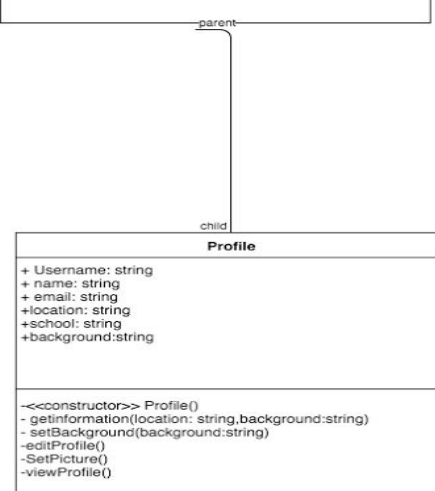 parent
child
Profile
+ Username: string
+ name: string
+ email: string
+location: string
+school: string
+background:string
-<<constructor>> Profile()
- getinformation(location: string,background:string)
- setBackground(background:string)
-editProfile()
-SetPicture()
-viewProfile()